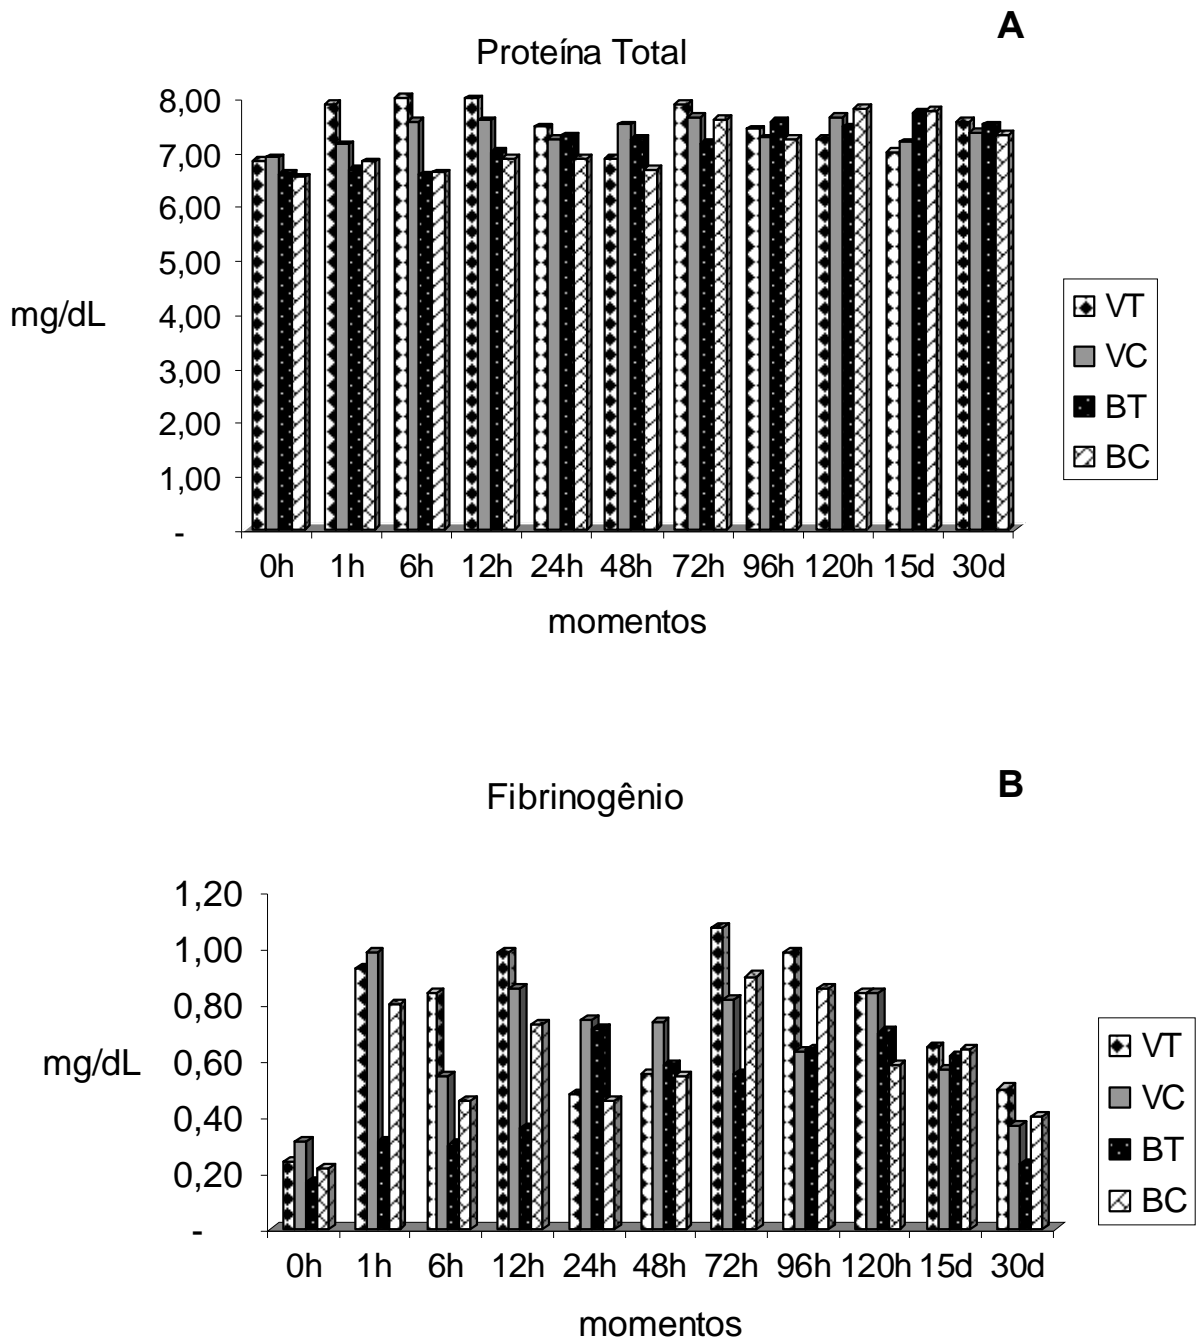 A
Proteína Total
8,00
7,00
6,00
5,00
4,00
3,00
2,00
1,00
-
mg/dL
0h 1h 6h 12h 24h 48h 72h 96h 120h 15d 30d
momentos
VT
VC
BT
BC
B
Fibrinogênio
1,20
1,00
0,80
0,60
0,40
0,20
-
mg/dL
0h 1h 6h 12h 24h 48h 72h 96h 120h 15d 30d
momentos
VT
VC
BT
BC